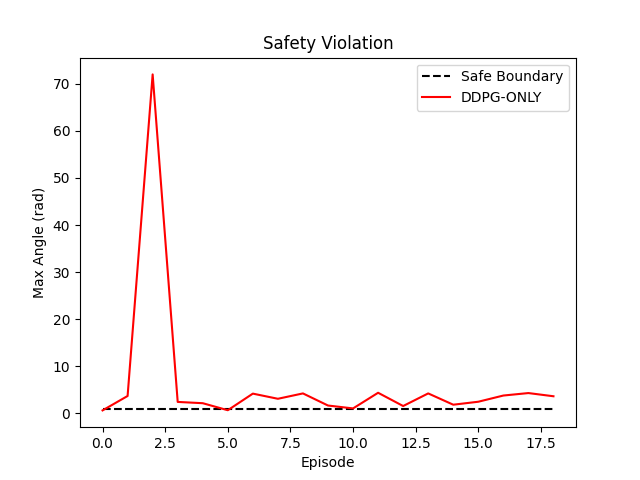 Safety Violation
Safe Boundary
DDPG-ONLY
Max Angle (rad)
70
60
50
40
30
20
10
0
0.0 2.5 5.0 7.5 10.0 12.5 15.0 17.5
Episode